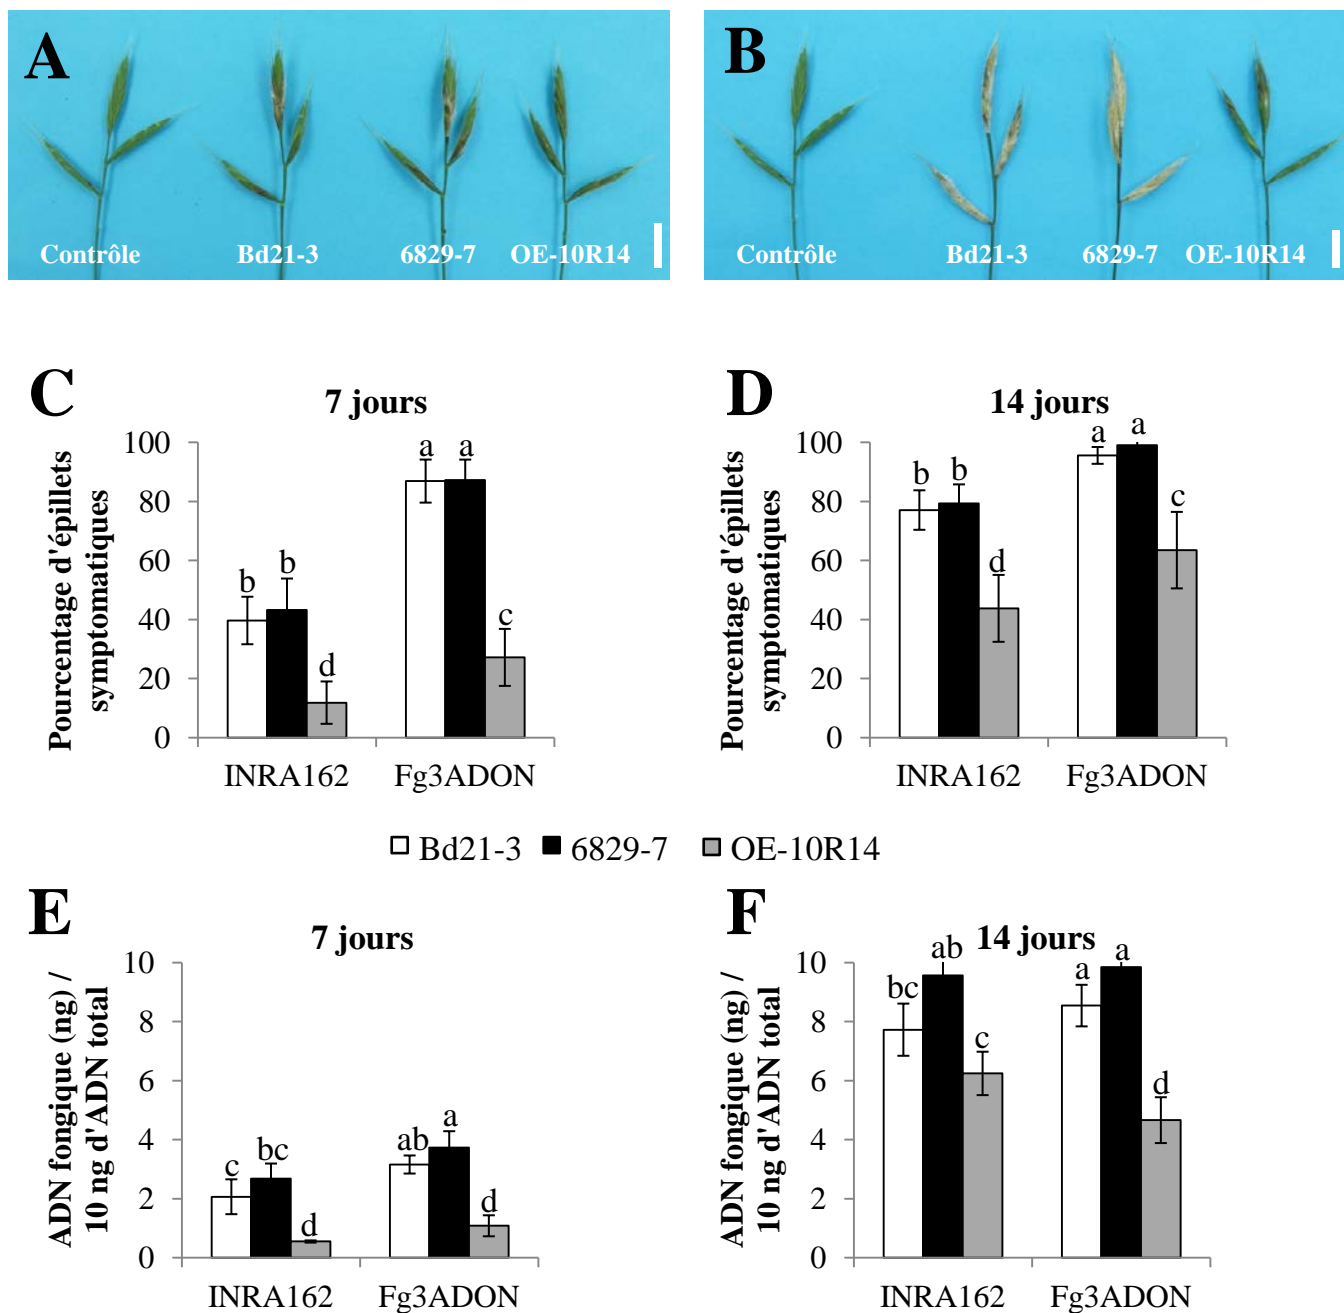 A
Contrôle Bd21-3 6829-7 OE-10R14
B
Contrôle Bd21-3 6829-7 OE-10R14
C
7 jours
Pourcentage d'épillets
symptomatiques
100
80
60
40
20
0
b b d a a c
INRA162 Fg3ADON
D
14 jours
Pourcentage d'épillets
symptomatiques
100
80
60
40
20
0
b b d a a c
INRA162 Fg3ADON
Bd21-3 6829-7 OE-10R14
E
7 jours
ADN fongique (ng) /
10 ng d'ADN total
10
8
6
4
2
0
c bc d ab a d
INRA162 Fg3ADON
F
14 jours
ADN fongique (ng) /
10 ng d'ADN total
10
8
6
4
2
0
bc ab c a a d
INRA162 Fg3ADON